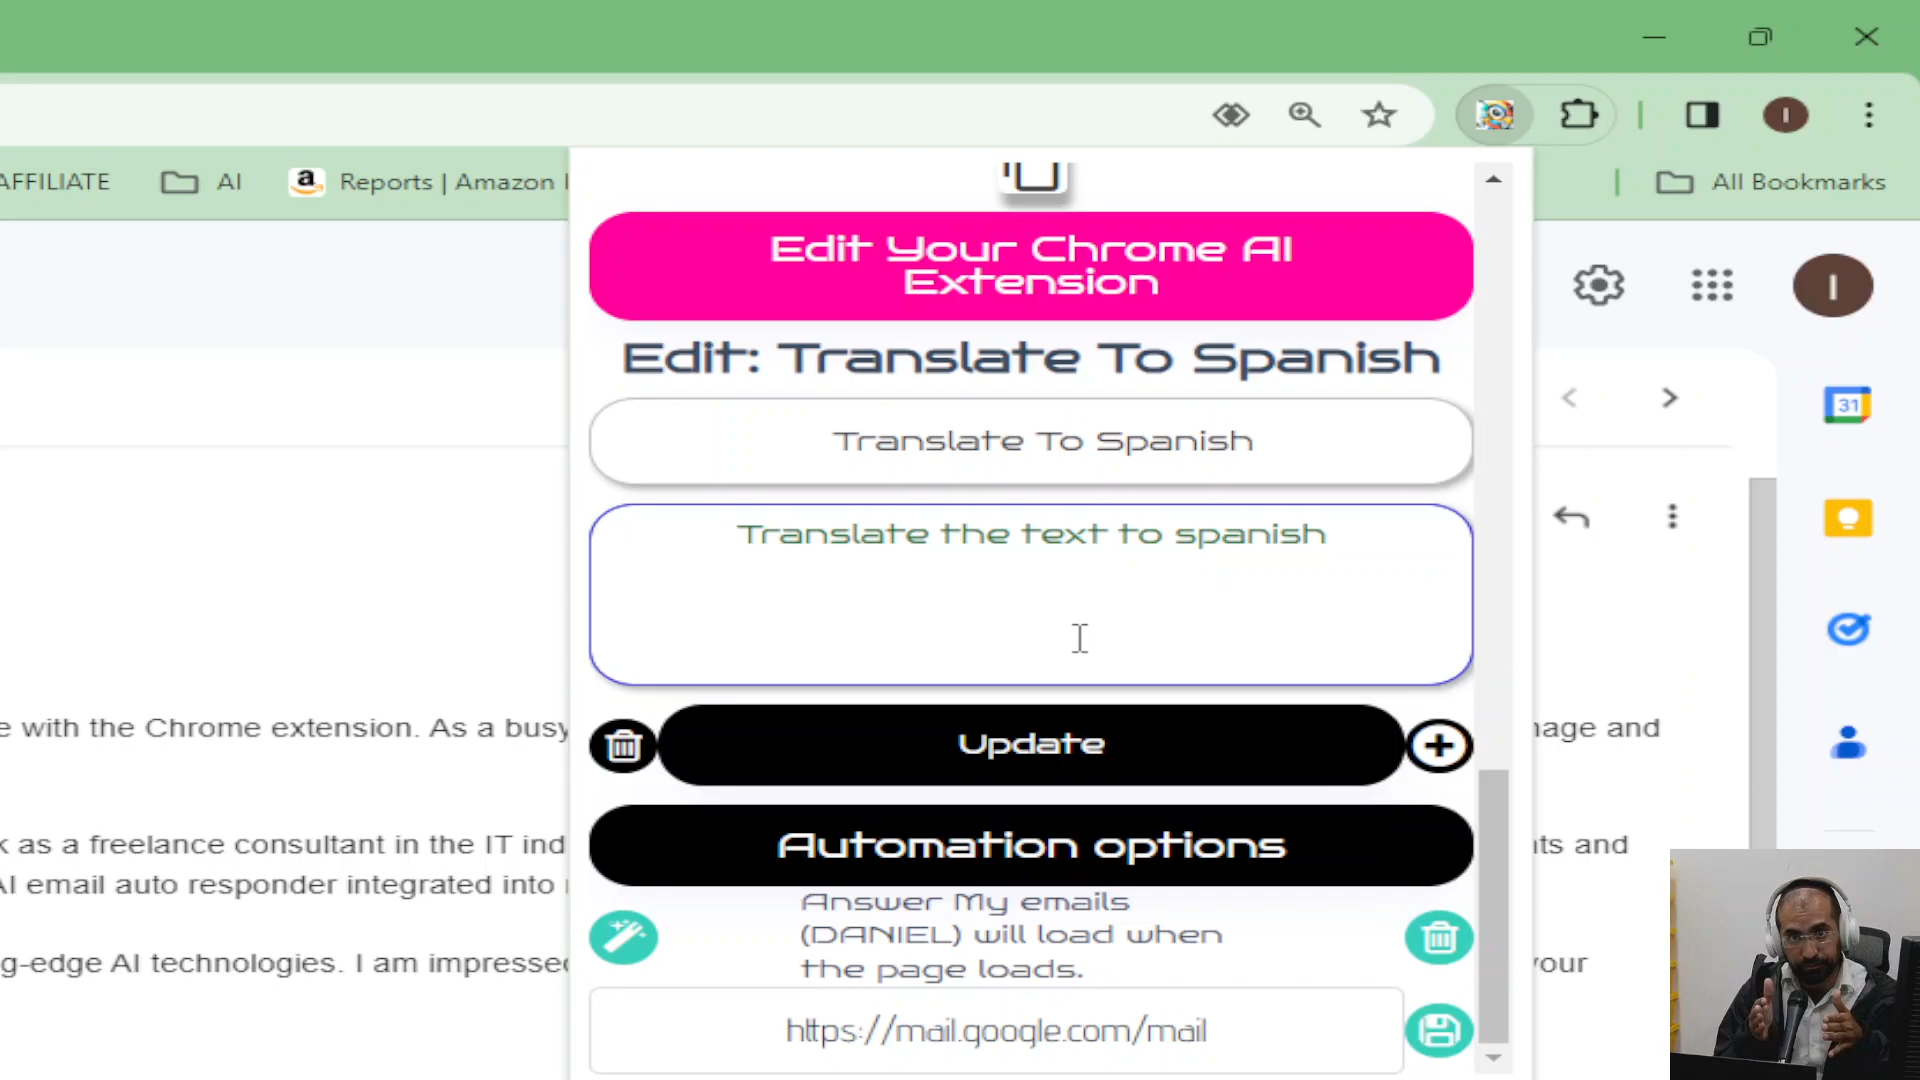 AFFILIATE
AI
a
Reports | Amazon
All Bookmarks
Edit Your Chrome AI
Extension
Edit: Translate To Spanish
Translate To Spanish
Translate the text to spanish
31
I
I
e with the Chrome extension. As a busy
nage and
Update
k as a freelance consultant in the IT ind
nts and
Automation options
AI email auto responder integrated into
Answer My emails
(DANIEL) will load when
the page loads.
g-edge AI technologies. I am impressed
your
https://mail.google.com/mail